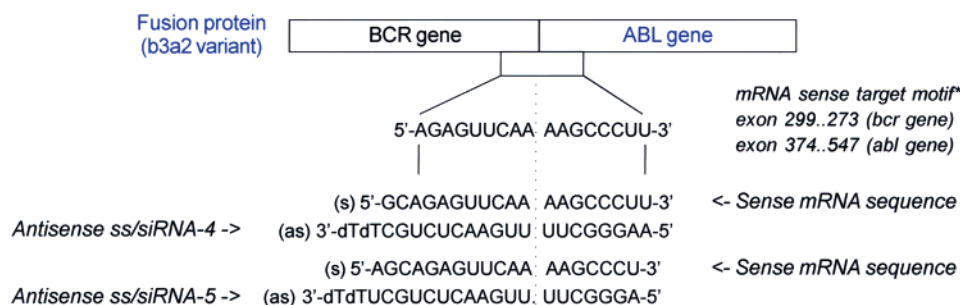 Fusion protein
(b3a2 variant)
BCR gene ABL gene
mRNA sense target motif*
exon 299..273 (bcr gene)
exon 374..547 (abl gene)
5'-AGAGUUCAA AAGCCCUU-3'
(s) 5'-GCAGAGUUCAA AAGCCCUU-3' <- Sense mRNA sequence
Antisense ss/siRNA-4 -> (as) 3'-dTdTCGUCUCAAGUU UUCGGGAA-5'
(s) 5'-AGCAGAGUUCAA AAGCCCU-3' <- Sense mRNA sequence
Antisense ss/siRNA-5 -> (as) 3'-dTdTUCGUCUCAAGUU UUCGGGA-5'